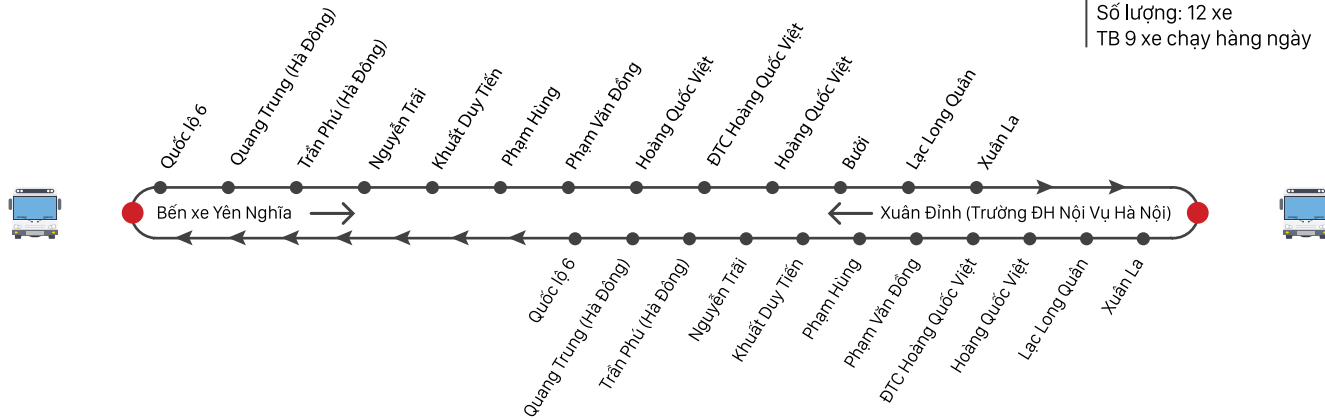 Số lượng: 12 xe
TB 9 xe chạy hàng ngày
Quốc lộ 6
Quang Trung (Hà Đông)
Trần Phú (Hà Đông)
Nguyễn Trãi
Khuất Duy Tiến
Phạm Hùng
Phạm Văn Đồng
Hoàng Quốc Việt
ĐTC Hoàng Quốc Việt
Hoàng Quốc Việt
Bưởi
Lạc Long Quân
Xuân La
Bến xe Yên Nghĩa
Xuân Đỉnh (Trường ĐH Nội Vụ Hà Nội)
Quốc lộ 6
Quang Trung (Hà Đông)
Trần Phú (Hà Đông)
Nguyễn Trãi
Khuất Duy Tiến
Phạm Hùng
Phạm Văn Đồng
ĐTC Hoàng Quốc Việt
Hoàng Quốc Việt
Lạc Long Quân
Xuân La